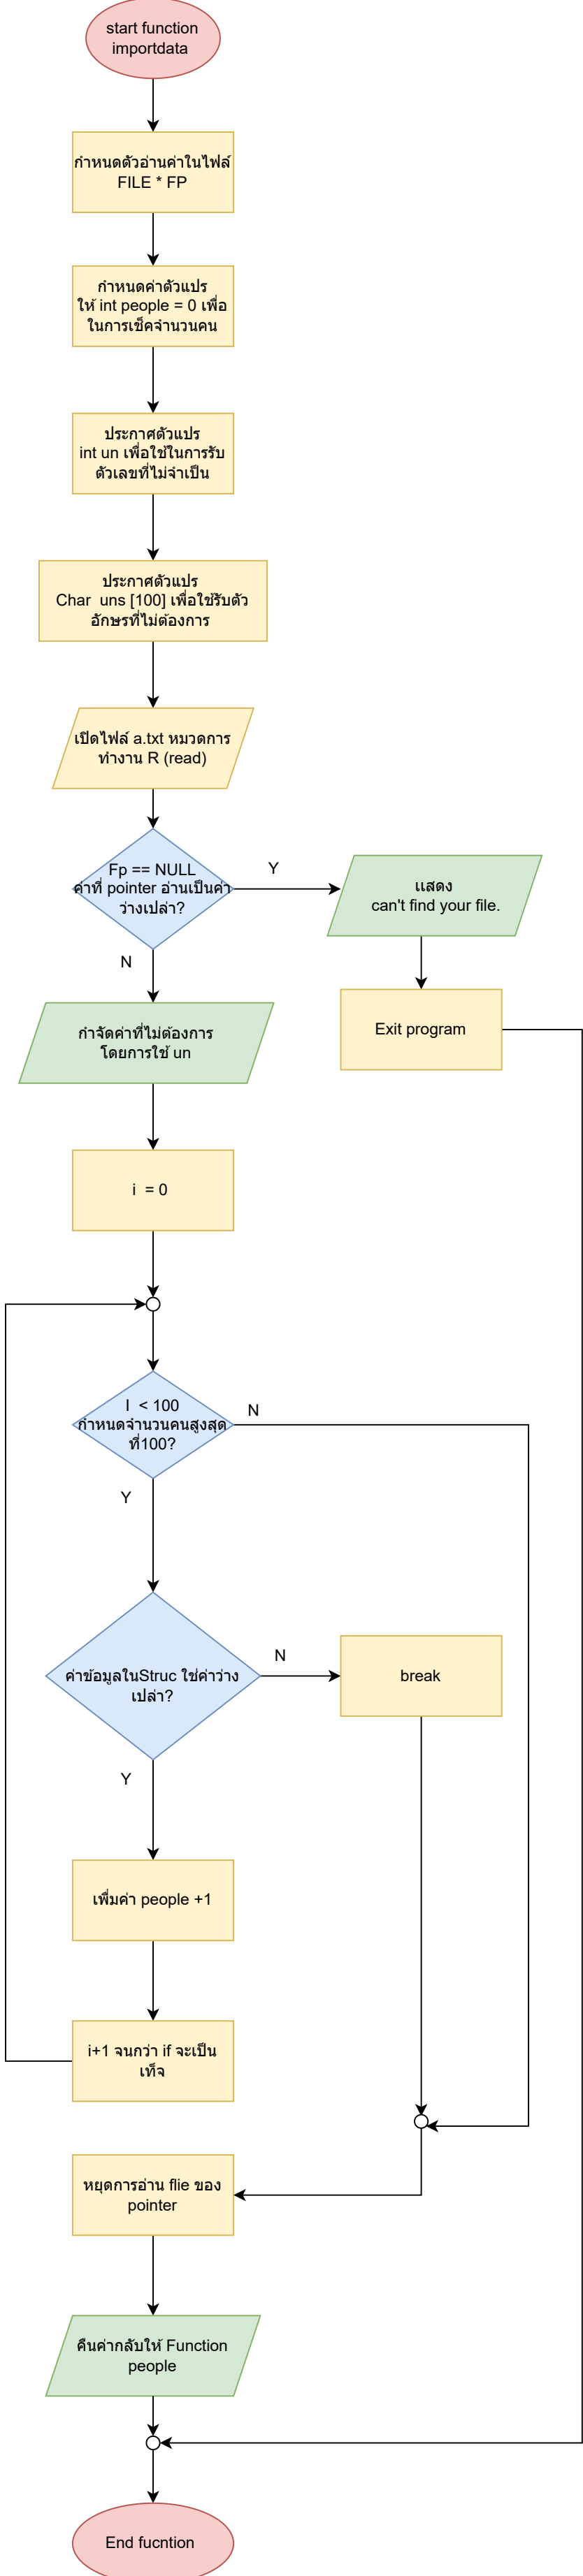 start function
importdata
กำหนดตัวอ่านค่าในไฟล์
FILE * FP
กำหนดค่าตัวแปร
ให้ int people = 0 เพื่อ
ในการเช็คจำนวนคน
ประกาศตัวแปร
int un เพื่อใช้ในการรับ
ตัวเลขที่ไม่จำเป็น
ประกาศตัวแปร
Char uns [100] เพื่อใช้รับตัว
อักษรที่ไม่ต้องการ
เปิดไฟล์ a.txt หมวดการ
ทำงาน R (read)
Fp == NULL
ค่าที่ pointer อ่านเป็นค่า
ว่างเปล่า?
Y
แสดง
can't find your file.
N
Exit program
กำจัดค่าที่ไม่ต้องการ
โดยการใช้ un
i = 0
I < 100
กำหนดจำนวนคนสูงสุด
ที่100?
N
Y
ค่าข้อมูลในStruc ใช่ค่าว่าง
เปล่า?
N
break
Y
เพิ่มค่า people +1
i+1 จนกว่า if จะเป็น
เท็จ
หยุดการอ่าน flie ของ
pointer
คืนค่ากลับให้ Function
people
End fucntion